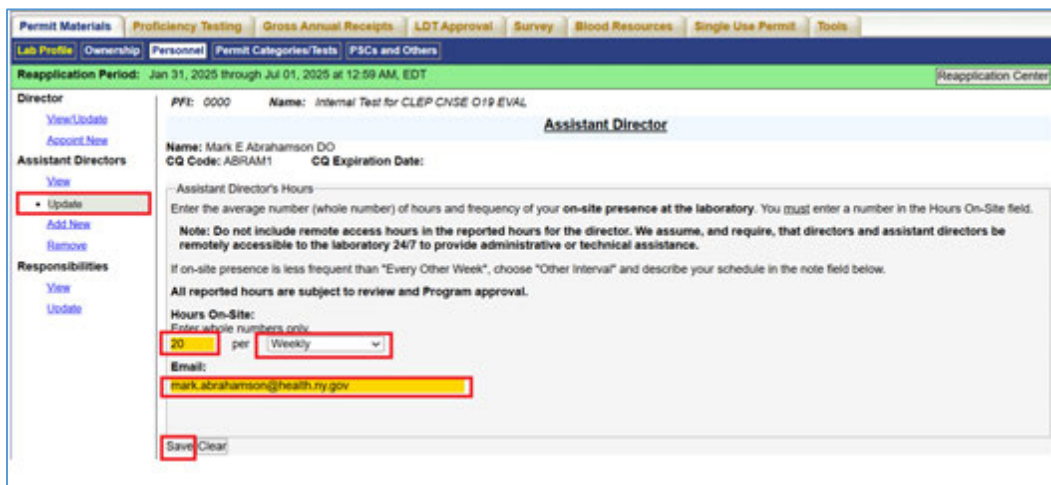 Permit Materials Proficiency Testing Gross Annual Receipts LDT Approval Survey Blood Resources Single Use Permit Tools
Lab Profile Ownership Personnel Permit Categories/Tests PSCs and Others
Reapplication Period: Jan 31, 2025 through Jul 01, 2025 at 12:59 AM, EDT Reapplication Center
Director
View/Update
Appoint New
Assistant Directors
View
• Update
Add New
Remove
Responsibilities
View
Update
PFI: 0000 Name: Internal Test for CLEP CNSE O19 EVAL
Assistant Director
Name: Mark E Abrahamson DO
CQ Code: ABRAM1 CQ Expiration Date:
Assistant Director's Hours
Enter the average number (whole number) of hours and frequency of your on-site presence at the laboratory. You must enter a number in the Hours On-Site field.
Note: Do not include remote access hours in the reported hours for the director. We assume, and require, that directors and assistant directors be
remotely accessible to the laboratory 24/7 to provide administrative or technical assistance.
If on-site presence is less frequent than "Every Other Week", choose "Other Interval" and describe your schedule in the note field below.
All reported hours are subject to review and Program approval.
Hours On-Site:
Enter whole numbers only
20 per Weekly
Email:
mark.abrahamson@health.ny.gov
Save Clear